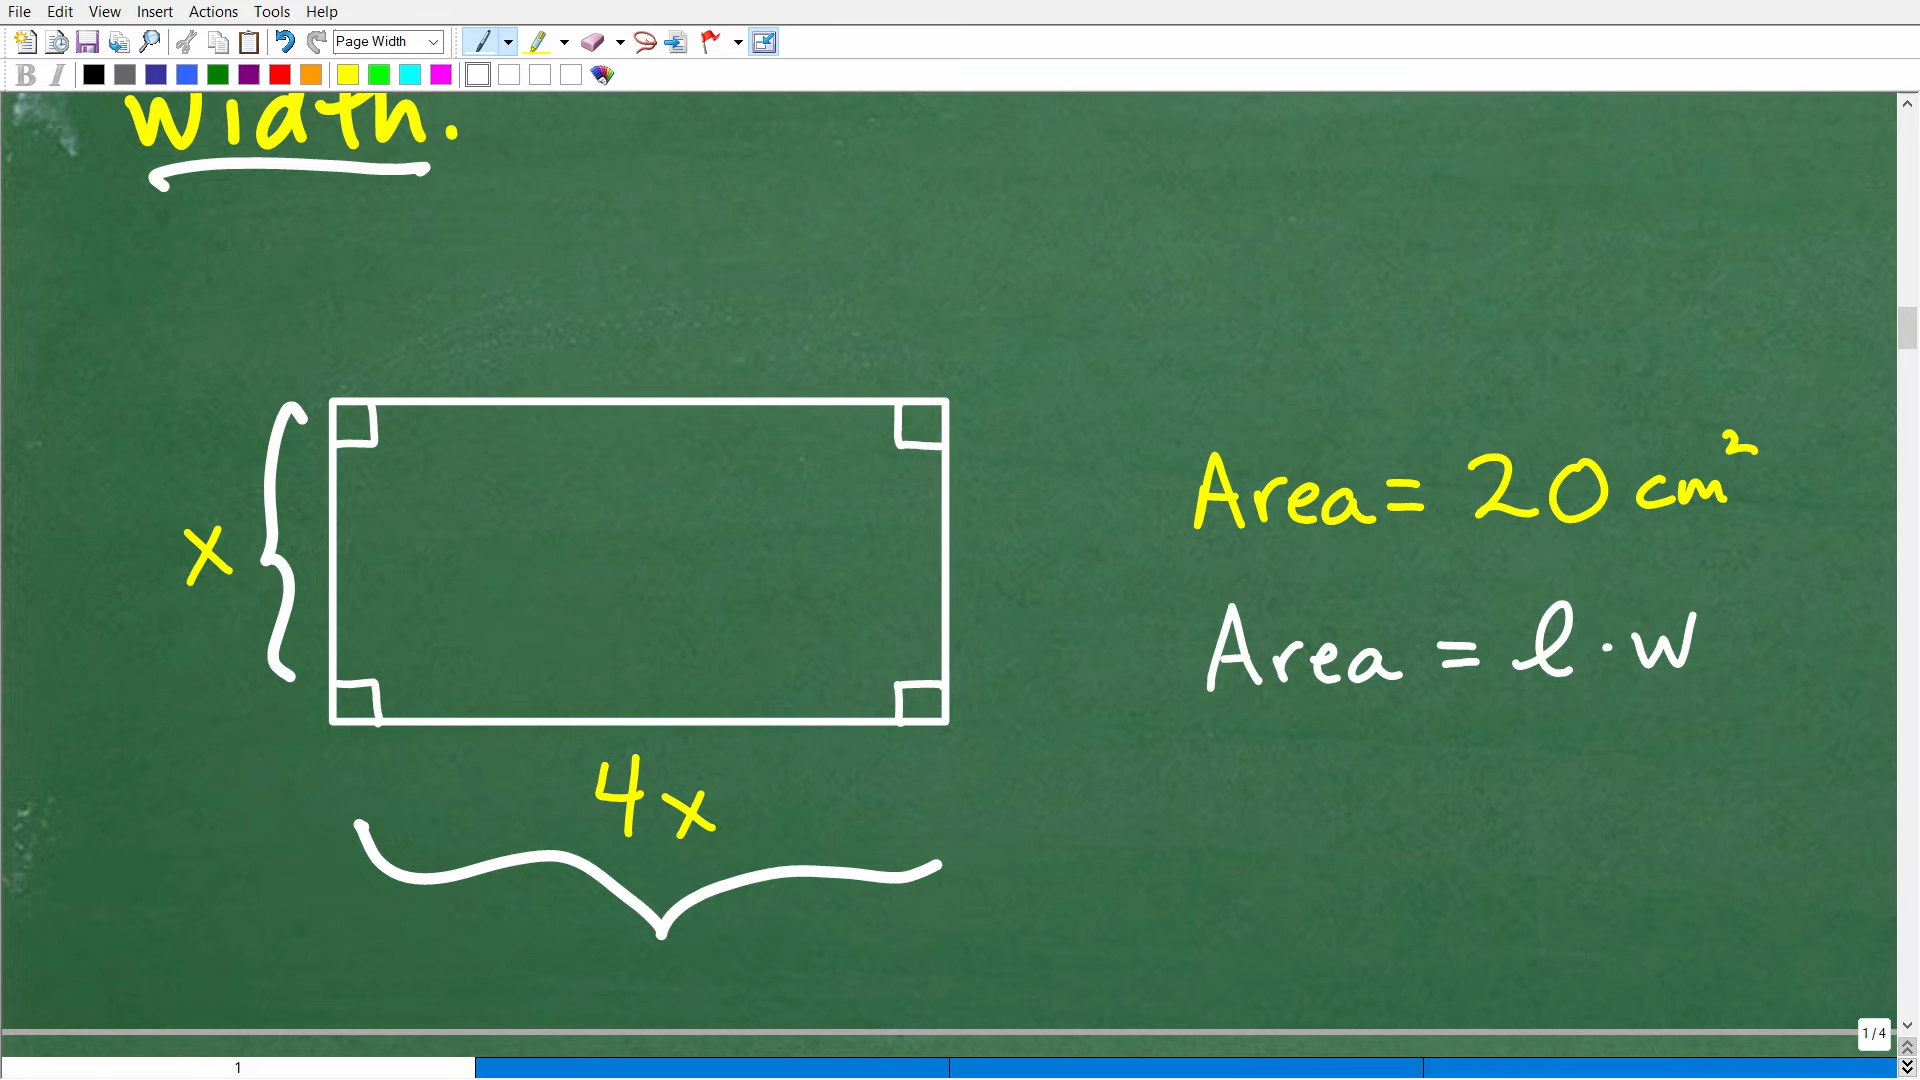 File Edit View Insert Actions Tools Help
Page Width
B I
width.
x
4x
Area = 20 cm²
Area = l · w
1 / 4
1